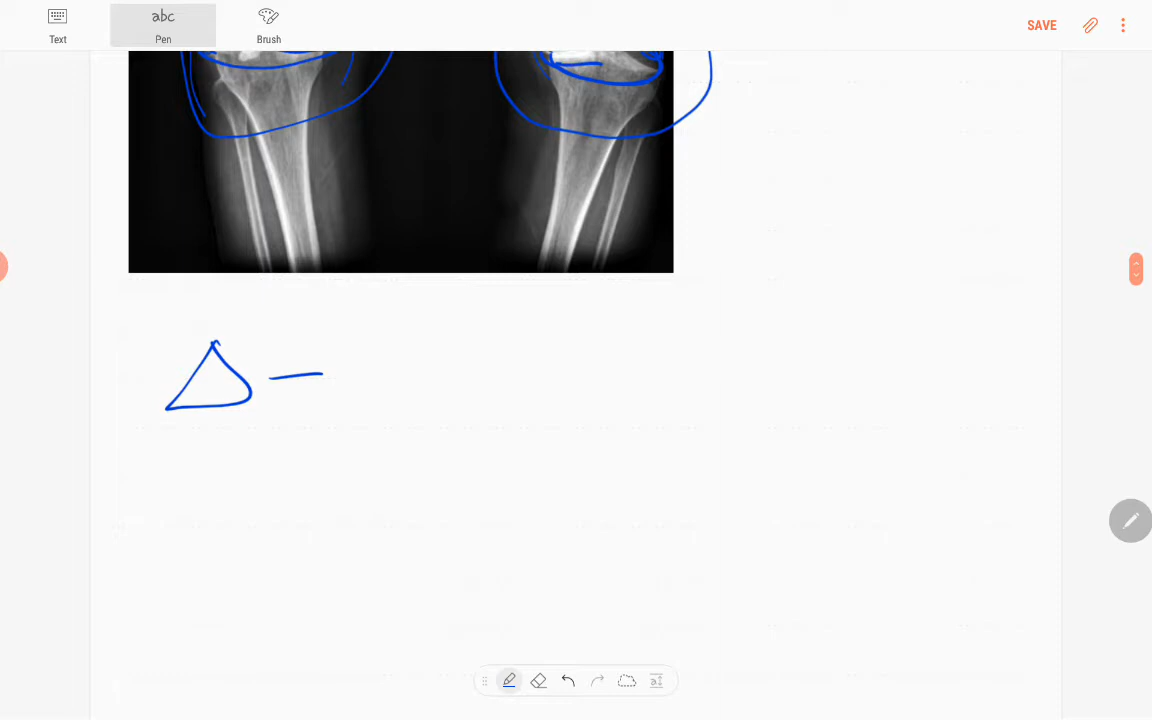 abc
SAVE
Text
Pen
Brush
Δ —